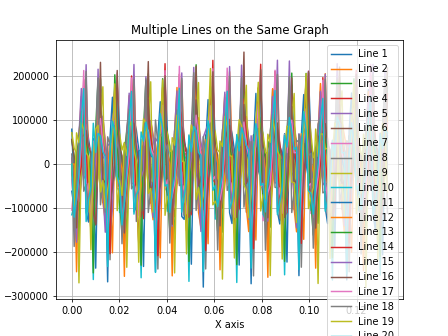 Multiple Lines on the Same Graph
200000
100000
0
−100000
−200000
−300000
0.00
0.02
0.04
0.06
0.08
0.10
X axis
Line 1
Line 2
Line 3
Line 4
Line 5
Line 6
Line 7
Line 8
Line 9
Line 10
Line 11
Line 12
Line 13
Line 14
Line 15
Line 16
Line 17
Line 18
Line 19
Line 20